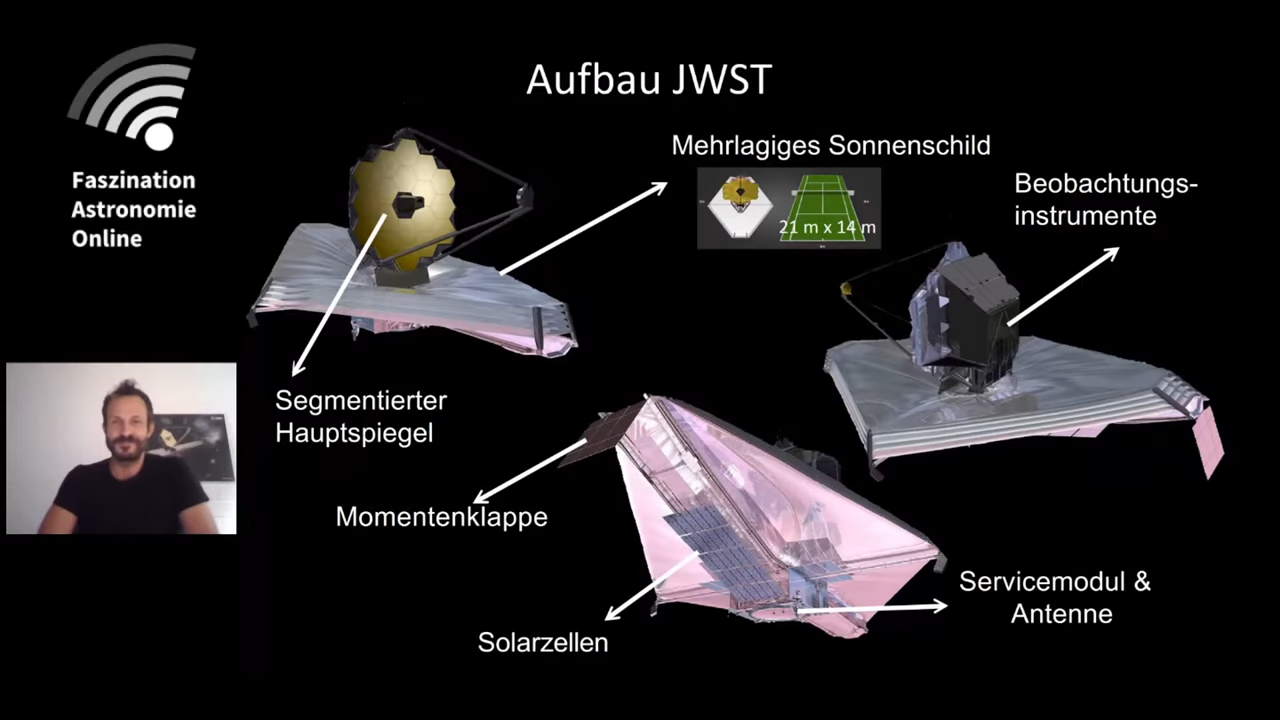 Aufbau JWST
Faszination
Astronomie
Online
Mehrlagiges Sonnenschild
21 m x 14 m
Beobachtungs-
instrumente
Segmentierter
Hauptspiegel
Momentenklappe
Solarzellen
Servicemodul &
Antenne